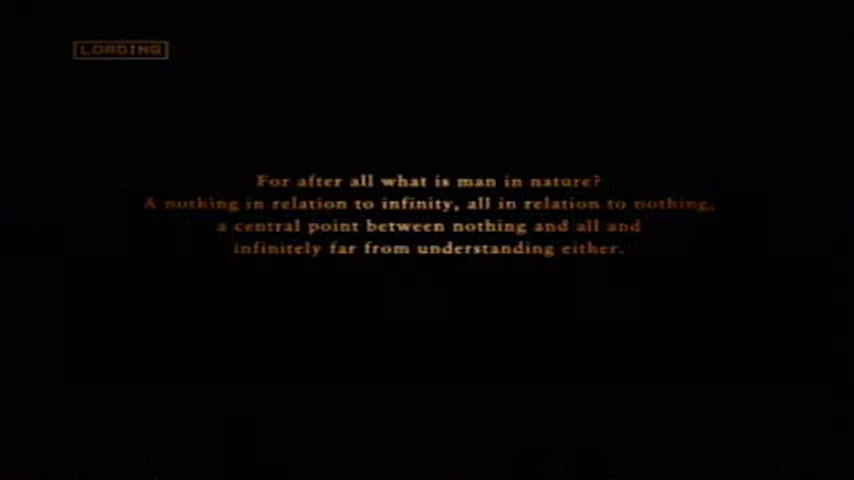 LOADING
For after all what is man in nature?
A nothing in relation to infinity, all in relation to nothing,
a central point between nothing and all and
infinitely far from understanding either.